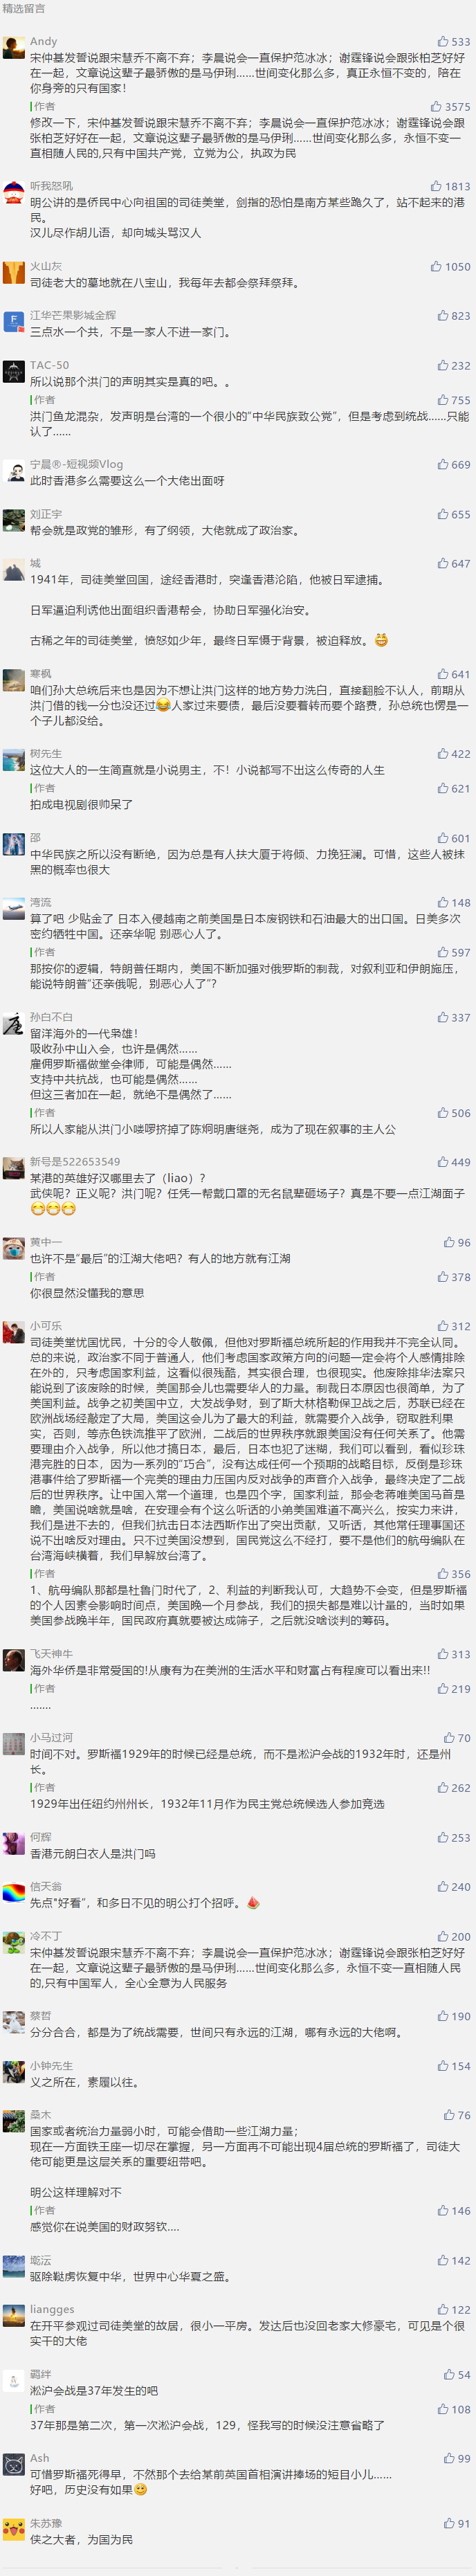 精选留言
Andy
533
宋仲基发誓说跟宋慧乔不离不弃；李晨说会一直保护范冰冰；谢霆锋说会跟张柏芝好好
在一起，文章说这辈子最骄傲的是马伊琍……世间变化那么多，真正永恒不变的，陪在
你身旁的只有国家！
作者
3575
修改一下，宋仲基发誓说跟宋慧乔不离不弃；李晨说会一直保护范冰冰；谢霆锋说会跟
张柏芝好好在一起，文章说这辈子最骄傲的是马伊琍……世间变化那么多，永恒不变一
直相随人民的,只有中国共产党，立党为公，执政为民
听我怒吼
1813
明公讲的是侨民中心向祖国的司徒美堂，剑指的恐怕是南方某些跪久了，站不起来的港
民。
汉儿尽作胡儿语，却向城头骂汉人
火山灰
1050
司徒老大的墓地就在八宝山，我每年去都会祭拜祭拜。
江华芒果影城金辉
823
三点水一个共，不是一家人不进一家门。
TAC-50
232
所以说那个洪门的声明其实是真的吧。。
作者
755
洪门鱼龙混杂，发声明是台湾的一个很小的“中华民族致公党”，但是考虑到统战……只能
认了……
宁晨®-短视频Vlog
669
此时香港多么需要这么一个大佬出面呀
刘正宇
655
帮会就是政党的雏形，有了纲领，大佬就成了政治家。
城
647
1941年，司徒美堂回国，途经香港时，突逢香港沦陷，他被日军逮捕。
日军逼迫利诱他出面组织香港帮会，协助日军强化治安。
古稀之年的司徒美堂，愤怒如少年，最终日军慑于背景，被迫释放。😁
寒枫
641
咱们孙大总统后来也是因为不想让洪门这样的地方势力洗白，直接翻脸不认人，前期从
洪门借的钱一分也没还过😂人家过来要债，最后没要着转而要个路费，孙总统也愣是一
个子儿都没给。
树先生
422
这位大人的一生简直就是小说男主，不！小说都写不出这么传奇的人生
作者
621
拍成电视剧很帅呆了
邵
601
中华民族之所以没有断绝，因为总是有人扶大厦于将倾、力挽狂澜。可惜，这些人被抹
黑的概率也很大
湾流
148
算了吧 少贴金了 日本入侵越南之前美国是日本废钢铁和石油最大的出口国。日美多次
密约牺牲中国。还亲华呢 别恶心人了。
作者
597
那按你的逻辑，特朗普任期内，美国不断加强对俄罗斯的制裁，对叙利亚和伊朗施压，
能说特朗普“还亲俄呢，别恶心人了”？
孙白不白
337
留洋海外的一代枭雄！
吸收孙中山入会，也许是偶然……
雇佣罗斯福做堂会律师，可能是偶然……
支持中共抗战，也可能是偶然……
但这三者加在一起，就绝不是偶然了……
作者
506
所以人家能从洪门小喽啰挤掉了陈炯明唐继尧，成为了现在叙事的主人公
新号是522653549
449
某港的英雄好汉哪里去了（liao）?
武侠呢？正义呢？洪门呢？任凭一帮戴口罩的无名鼠辈砸场子？真是不要一点江湖面子
😁😁😁
黄中一
96
也许不是“最后”的江湖大佬吧？有人的地方就有江湖
作者
378
你很显然没懂我的意思
小可乐
312
司徒美堂忧国忧民，十分的令人敬佩，但他对罗斯福总统所起的作用我并不完全认同。
总的来说，政治家不同于普通人，他们考虑国家政策方向的问题一定会将个人感情排除
在外的，只考虑国家利益，这看似很残酷，其实很合理，也很现实。他废除排华法案只
能说到了该废除的时候，美国那会儿也需要华人的力量。制裁日本原因也很简单，为了
美国利益。战争之初美国中立，大发战争财，到了斯大林格勒保卫战之后，苏联已经在
欧洲战场经敲定了大局，美国这会儿为了最大的利益，就需要介入战争，窃取胜利果
实，否则，等赤色铁流推平了欧洲，二战后的世界秩序就跟美国没有任何关系了。他需
要理由介入战争，所以他才搞日本，最后，日本也犯了迷糊，我们可以看到，看似珍珠
港完胜的日本，因为一系列的“巧合”，没有达成任何一个预期的战略目标，反倒是珍珠
港事件给了罗斯福一个完美的理由力压国内反对战争的声音介入战争，最终决定了二战
后的世界秩序。让中国入常一个道理，也是四个字，国家利益，那会老蒋唯美国马首是
瞻，美国说啥就是啥，在安理会有个这么听话的小弟美国难道不高兴么，按实力来讲，
我们是进不去的，但我们抗击日本法西斯作出了突出贡献，又听话，其他常任理事国还
说不出啥反对理由。只不过美国没想到，国民党这么不经打，要不是他们的航母编队在
台湾海峡横着，我们早解放台湾了。
作者
356
1、航母编队那都是杜鲁门时代了，2、利益的判断我认可，大趋势不会变，但是罗斯福
的个人因素会影响时间点，美国晚一个月参战，我们的损失都是难以计量的，当时如果
美国参战晚半年，国民政府真就要被达成筛子，之后就没啥谈判的筹码。
飞天神牛
313
海外华侨是非常爱国的!从康有为在美洲的生活水平和财富占有程度可以看出来!!
作者
219
.......
小马过河
70
时间不对。罗斯福1929年的时候已经是总统，而不是淞沪会战的1932年时，还是州
长。
作者
262
1929年出任纽约州州长，1932年11月作为民主党总统候选人参加竞选
何辉
253
香港元朗白衣人是洪门吗
信天翁
240
先点"好看"，和多日不见的明公打个招呼。🍉
冷不丁
200
宋仲基发誓说跟宋慧乔不离不弃；李晨说会一直保护范冰冰；谢霆锋说会跟张柏芝好好
在一起，文章说这辈子最骄傲的是马伊琍……世间变化那么多，永恒不变一直相随人民
的,只有中国军人，全心全意为人民服务
蔡哲
190
分分合合，都是为了统战需要，世间只有永远的江湖，哪有永远的大佬啊。
小钟先生
154
义之所在，素履以往。
桑木
76
国家或者统治力量弱小时，可能会借助一些江湖力量；
现在一方面铁王座一切尽在掌握，另一方面再不可能出现4届总统的罗斯福了，司徒大
佬可能更是这层关系的重要纽带吧。
明公这样理解对不
作者
146
感觉你在说美国的财政努钦....
142
驱除鞑虏恢复中华，世界中心华夏之盛。
liangges
122
在开平参观过司徒美堂的故居，很小一平房。发达后也没回老家大修豪宅，可见是个很
实干的大佬
羁绊
54
淞沪会战是37年发生的吧
作者
108
37年那是第二次，第一次淞沪会战，129，怪我写的时候没注意省略了
Ash
99
可惜罗斯福死得早，不然那个去给某前英国首相演讲捧场的短目小儿……
好吧，历史没有如果😊
朱苏豫
91
侠之大者，为国为民